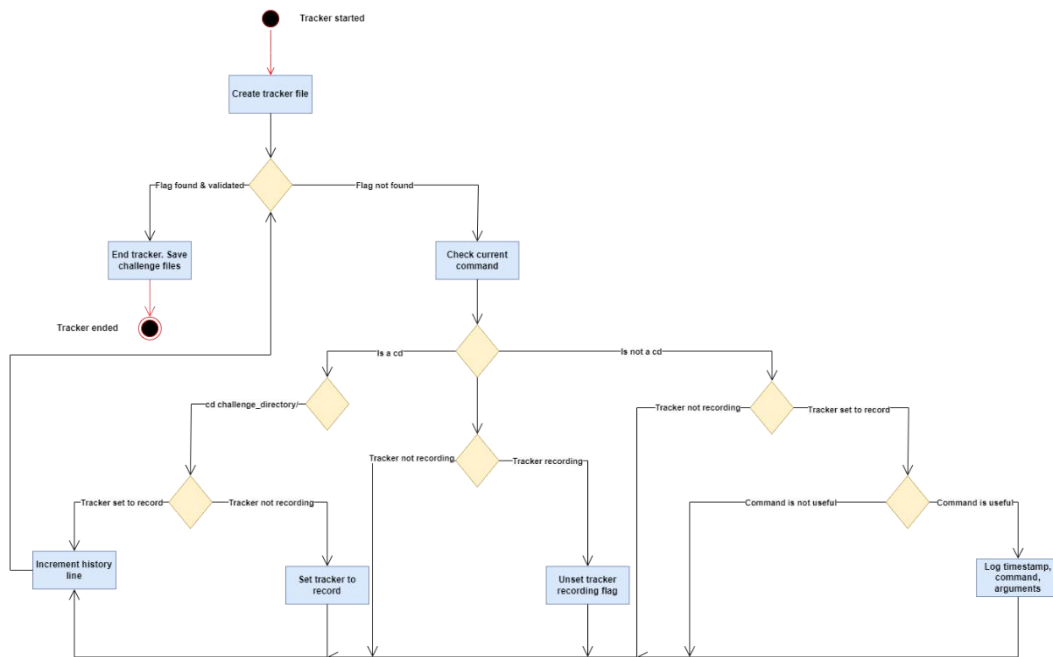 Tracker started
Create tracker file
Flag found & validated
Flag not found
End tracker. Save
challenge files
Check current
command
Tracker ended
Is a cd
Is not a cd
cd challenge_directory/
Tracker not recording
Tracker set to record
Tracker not recording
Tracker recording
Tracker set to record
Tracker not recording
Command is not useful
Command is useful
Increment history
line
Set tracker to
record
Unset tracker
recording flag
Log timestamp,
command,
arguments